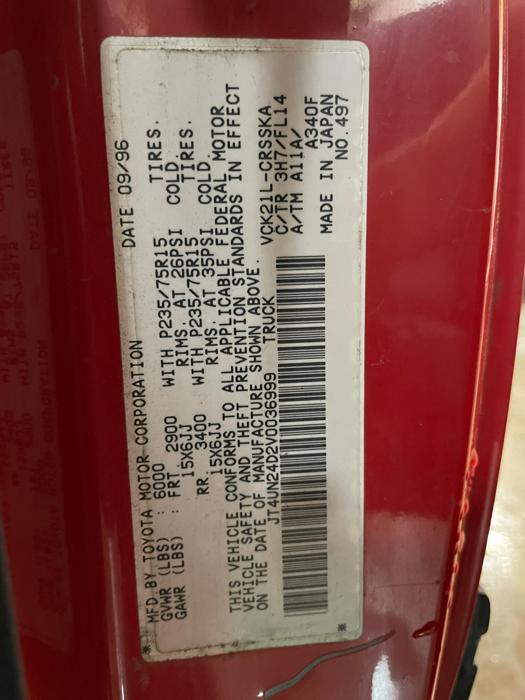 MFD.BY TOYOTA MOTOR CORPORATION DATE 09/96
GVWR (LBS) : 6000 WITH P235/75R15 TIRES.
GAWR (LBS) : FRT 2900 RIMS. AT 26PSI COLD.
15X6JJ WITH P235/75R15 TIRES.
RR 3400 RIMS. AT 35PSI COLD.
15X6JJ
THIS VEHICLE CONFORMS TO ALL APPLICABLE FEDERAL MOTOR
VEHICLE SAFETY AND THEFT PREVENTION STANDARDS IN EFFECT
ON THE DATE OF MANUFACTURE SHOWN ABOVE.
JT4UN24D2V0036999 TRUCK
VCK21L-CRSSKA
C/TR 3H7/FL14
A/TM A11A/
A340F
MADE IN JAPAN
NO.497